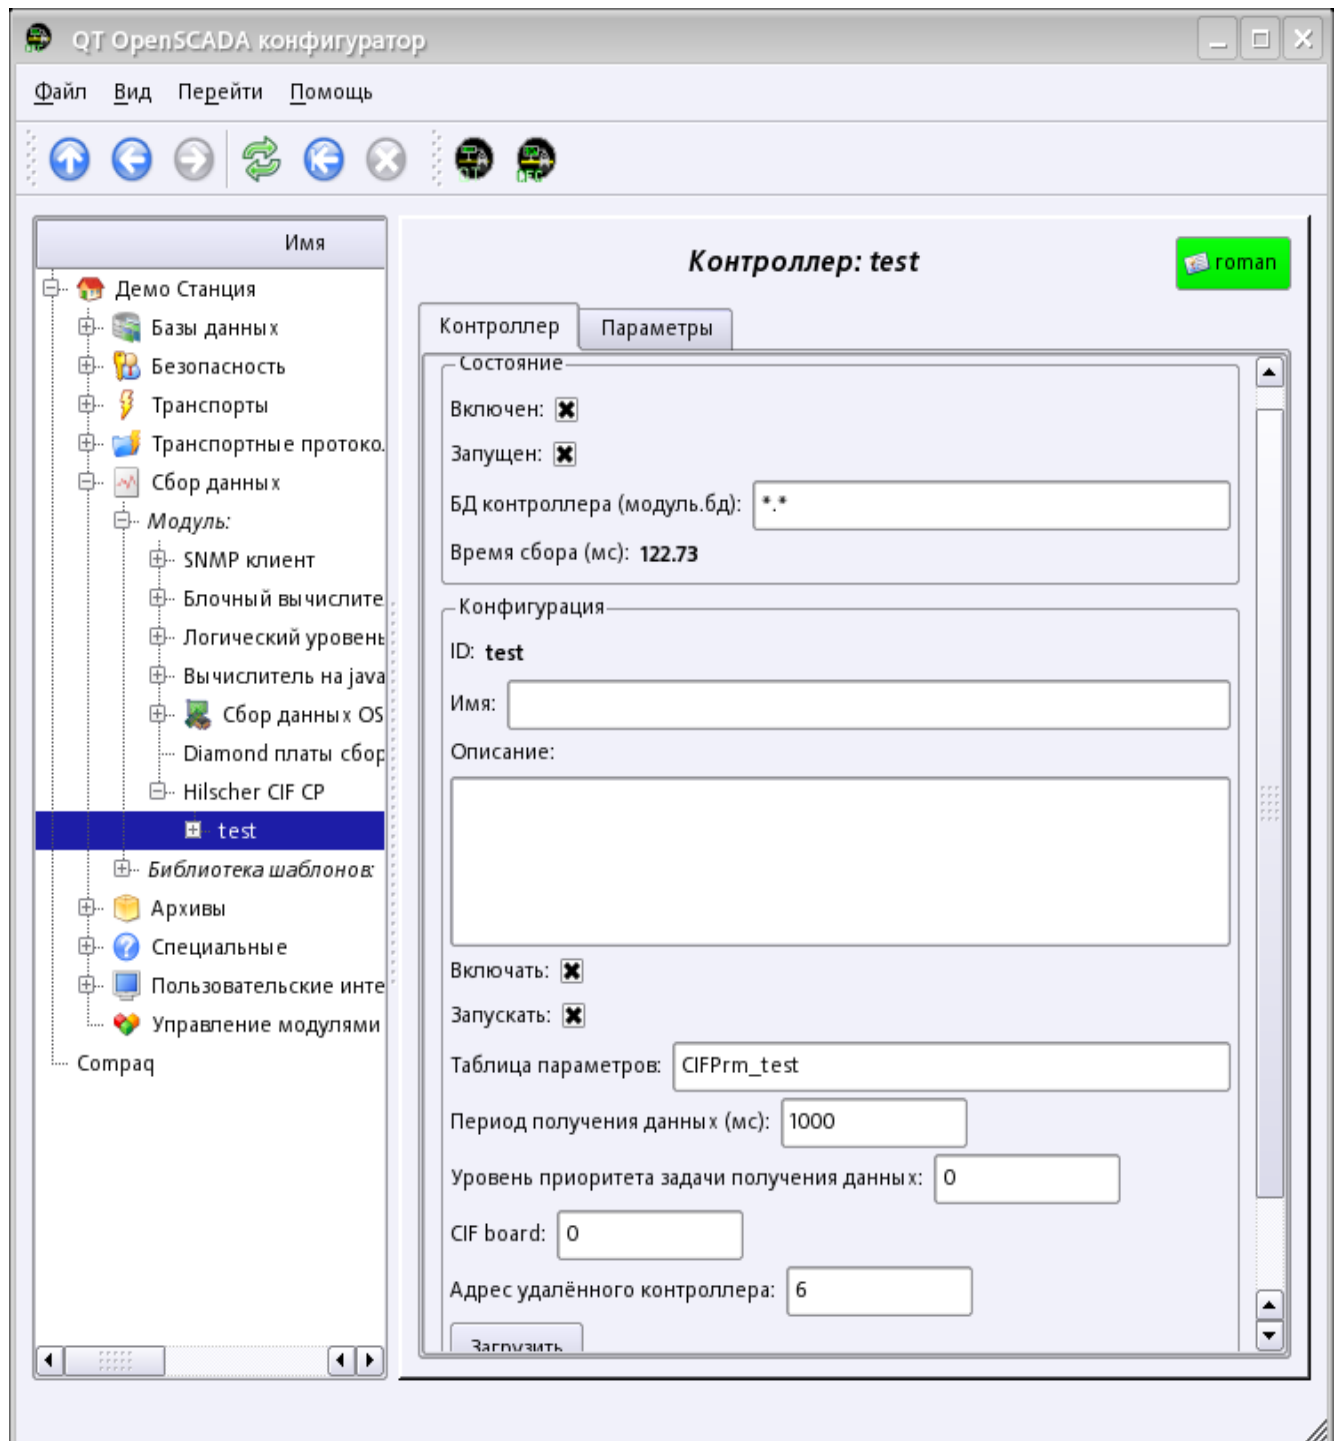 QT OpenSCADA конфигуратор
Файл Вид Перейти Помощь
Имя
Демо Станция
Базы данных
Безопасность
Транспорты
Транспортные протоко.
Сбор данных
Модуль:
SNMP клиент
Блочный вычислите
Логический уровень
Вычислитель на java
Сбор данных OS
Diamond платы сбор
Hilscher CIF CP
test
Библиотека шаблонов:
Архивы
Специальные
Пользовательские инте
Управление модулями
Compaq
Контроллер: test
roman
Контроллер Параметры
Состояние
Включен:
Запущен:
БД контроллера (модуль.бд): *.*
Время сбора (мс): 122.73
Конфигурация
ID: test
Имя:
Описание:
Включать:
Запускать:
Таблица параметров: CIFPrm_test
Период получения данных (мс): 1000
Уровень приоритета задачи получения данных: 0
CIF board: 0
Адрес удалённого контроллера: 6
Загрузить